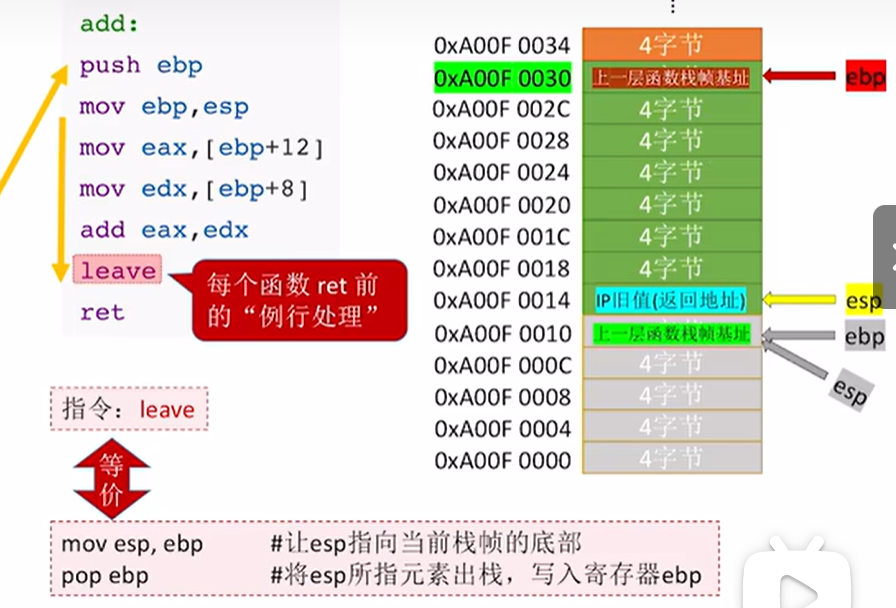 add:
push ebp
mov ebp,esp
mov eax,[ebp+12]
mov edx,[ebp+8]
add eax,edx
leave
ret
每个函数 ret 前
的“例行处理”
指令：leave
等
价
mov esp, ebp #让esp指向当前栈帧的底部
pop ebp #将esp所指元素出栈，写入寄存器ebp
0xA00F 0034 4字节
0xA00F 0030 上一层函数栈帧基址 ebp
0xA00F 002C 4字节
0xA00F 0028 4字节
0xA00F 0024 4字节
0xA00F 0020 4字节
0xA00F 001C 4字节
0xA00F 0018 4字节
0xA00F 0014 IP旧值(返回地址) esp
0xA00F 0010 上一层函数栈帧基址 ebp
esp
0xA00F 000C 4字节
0xA00F 0008 4字节
0xA00F 0004 4字节
0xA00F 0000 4字节